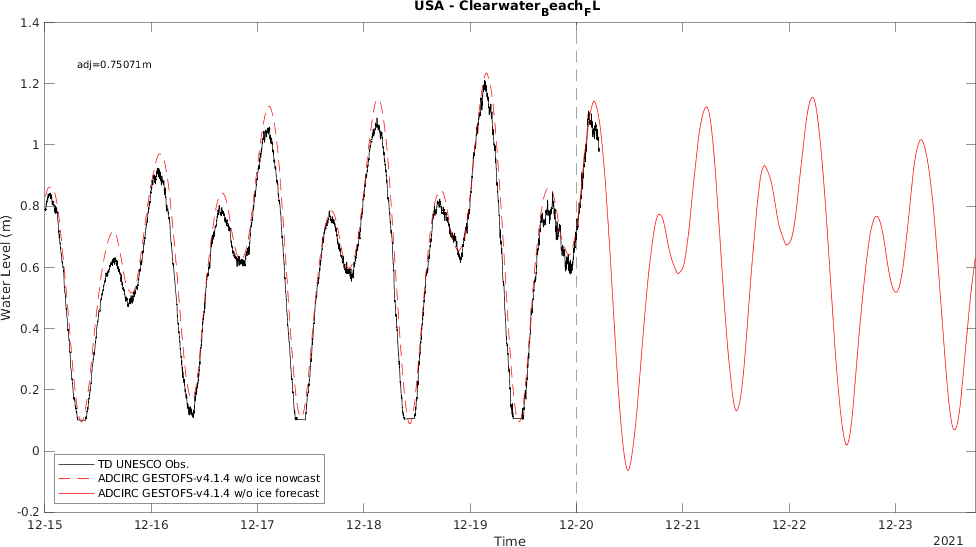 USA - Clearwater_Beach_FL
1.4
adj=0.75071m
1.2
1
0.8
0.6
0.4
0.2
0
-0.2
Water Level (m)
TD UNESCO Obs.
ADCIRC GESTOFS-v4.1.4 w/o ice nowcast
ADCIRC GESTOFS-v4.1.4 w/o ice forecast
12-15 12-16 12-17 12-18 12-19 12-20 12-21 12-22 12-23
Time
2021